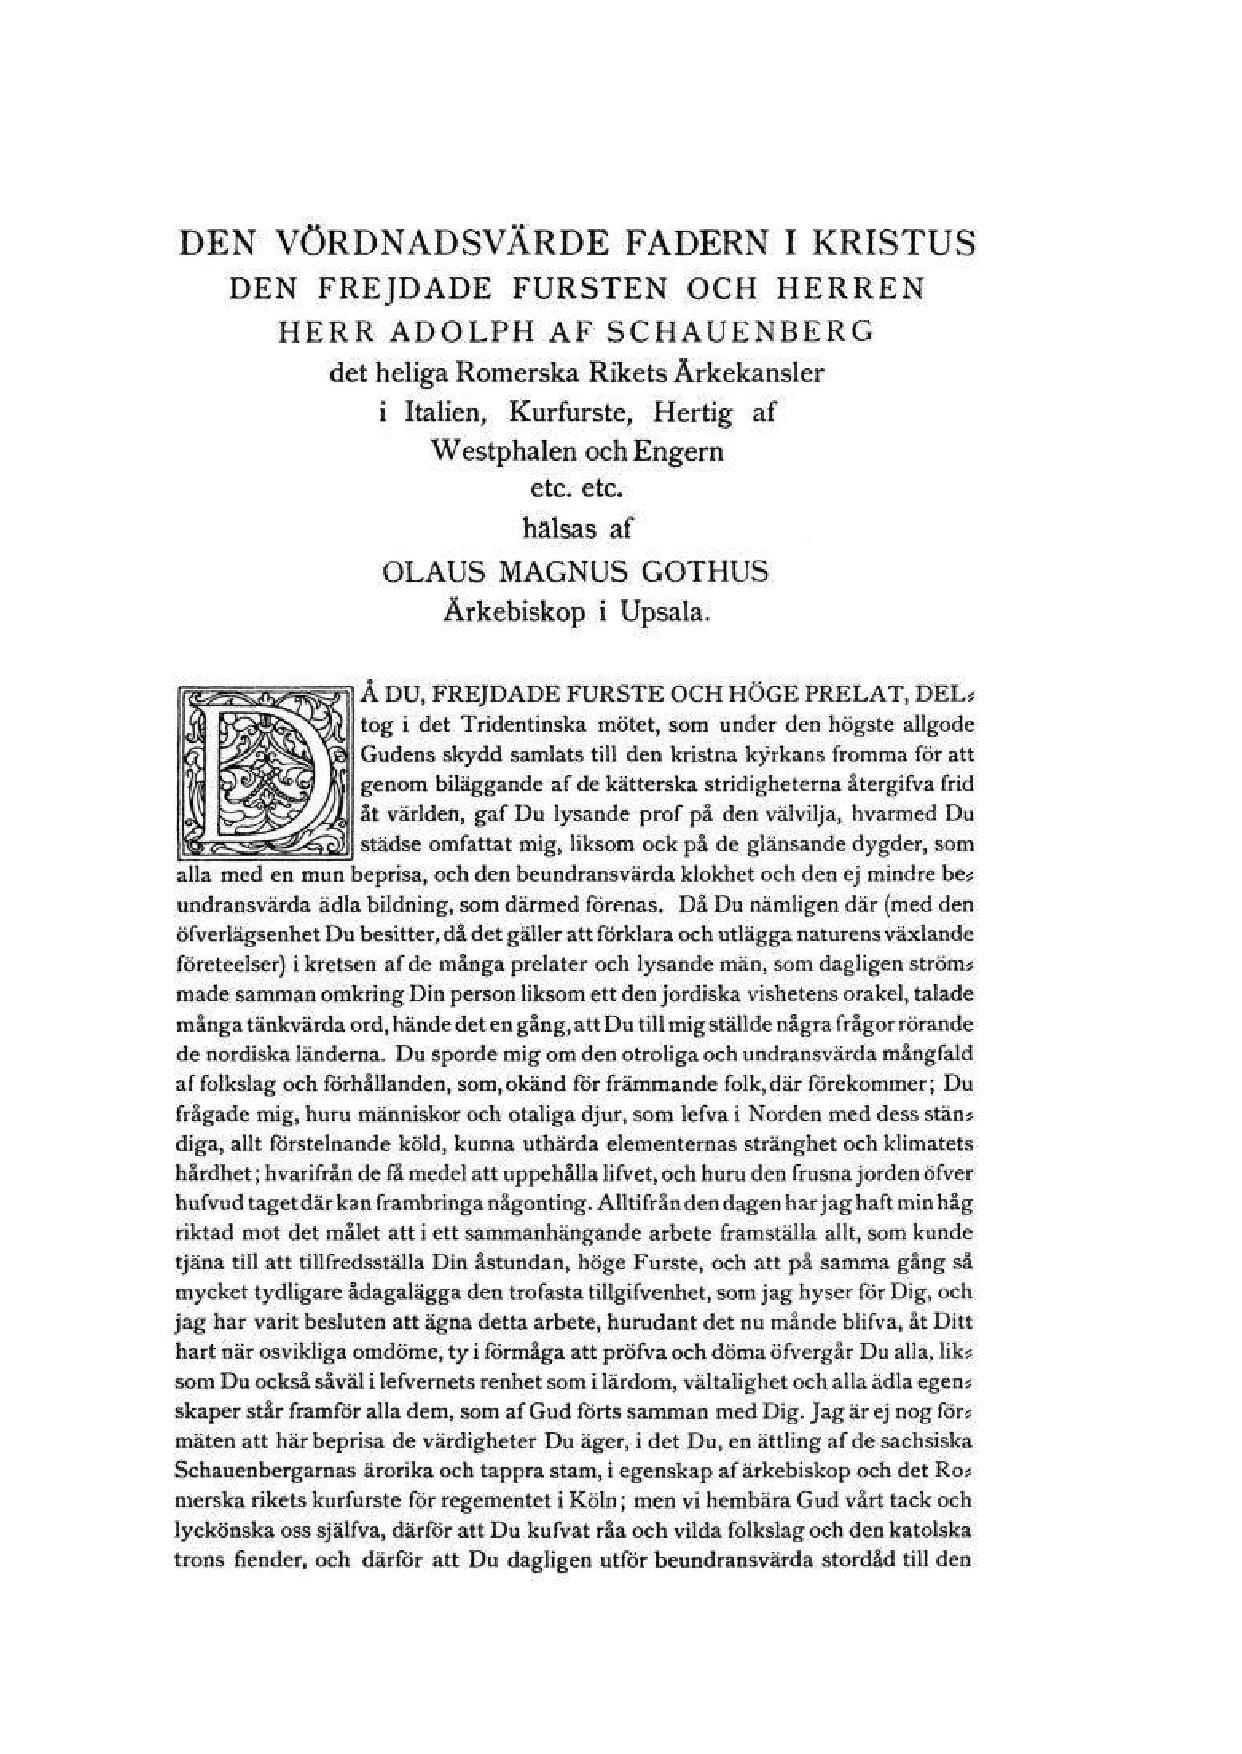 DEN VÖRDNADSVÄRDE FADERN I KRISTUS
DEN FREJDADE FURSTEN OCH HERREN
HERR ADOLPH AF SCHAUENBERG
det heliga Romerska Rikets Ärkekansler
i Italien, Kurfurste, Hertig af
Westphalen och Engern
etc. etc.
hälsas af
OLAUS MAGNUS GOTHUS
Ärkebiskop i Upsala.
DÅ DU, FREJDADE FURSTE OCH HÖGE PRELAT, DEL-
tog i det Tridentinska mötet, som under den högste allgode
Gudens skydd samlats till den kristna kyrkans fromma för att
genom biläggande af de kätterska stridigheterna återgifva frid
åt världen, gaf Du lysande prof på den välvilja, hvarmed Du
städse omfattat mig, liksom ock på de glänsande dygder, som
alla med en mun beprisa, och den beundransvärda klokhet och den ej mindre be-
undransvärda ädla bildning, som därmed förenas. Då Du nämligen där (med den
öfverlägsenhet Du besitter, då det gäller att förklara och utlägga naturens växlande
företeelser) i kretsen af de många prelater och lysande män, som dagligen ström-
made samman omkring Din person liksom ett den jordiska vishetens orakel, talade
många tänkvärda ord, hände det en gång, att Du till mig ställde några frågor rörande
de nordiska länderna. Du sporde mig om den otroliga och undransvärda mångfald
af folkslag och förhållanden, som, okänd för främmande folk, där förekommer; Du
frågade mig, huru människor och otaliga djur, som lefva i Norden med dess stän-
diga, allt förstelnande köld, kunna uthärda elementernas stränghet och klimatets
hårdhet; hvarifrån de få medel att uppehålla lifvet, och huru den frusna jorden öfver
hufvud taget där kan frambringa någonting. Alltifrån den dagen har jag haft min håg
riktad mot det målet att i ett sammanhängande arbete framställa allt, som kunde
tjäna till att tillfredsställa Din åstundan, höge Furste, och att på samma gång så
mycket tydligare ådagalägga den trofasta tillgifvenhet, som jag hyser för Dig, och
jag har varit besluten att ägna detta arbete, hurudant det nu månde blifva, åt Ditt
hart när osvikliga omdöme, ty i förmåga att pröfva och döma öfvergår Du alla, lik-
som Du också såväl i lefvernets renhet som i lärdom, vältalighet och alla ädla egen-
skaper står framför alla dem, som af Gud förts samman med Dig. Jag är ej nog för-
mäten att här beprisa de värdigheter Du äger, i det Du, en ättling af de sachsiska
Schauenbergarnas ärorika och tappra stam, i egenskap af ärkebiskop och det Ro-
merska rikets kurfurste för regementet i Köln; men vi hembära Gud vårt tack och
lyckönska oss själfva, därför att Du kufvat råa och vilda folkslag och den katolska
trons fiender, och därför att Du dagligen utför beundransvärda stordåd till den